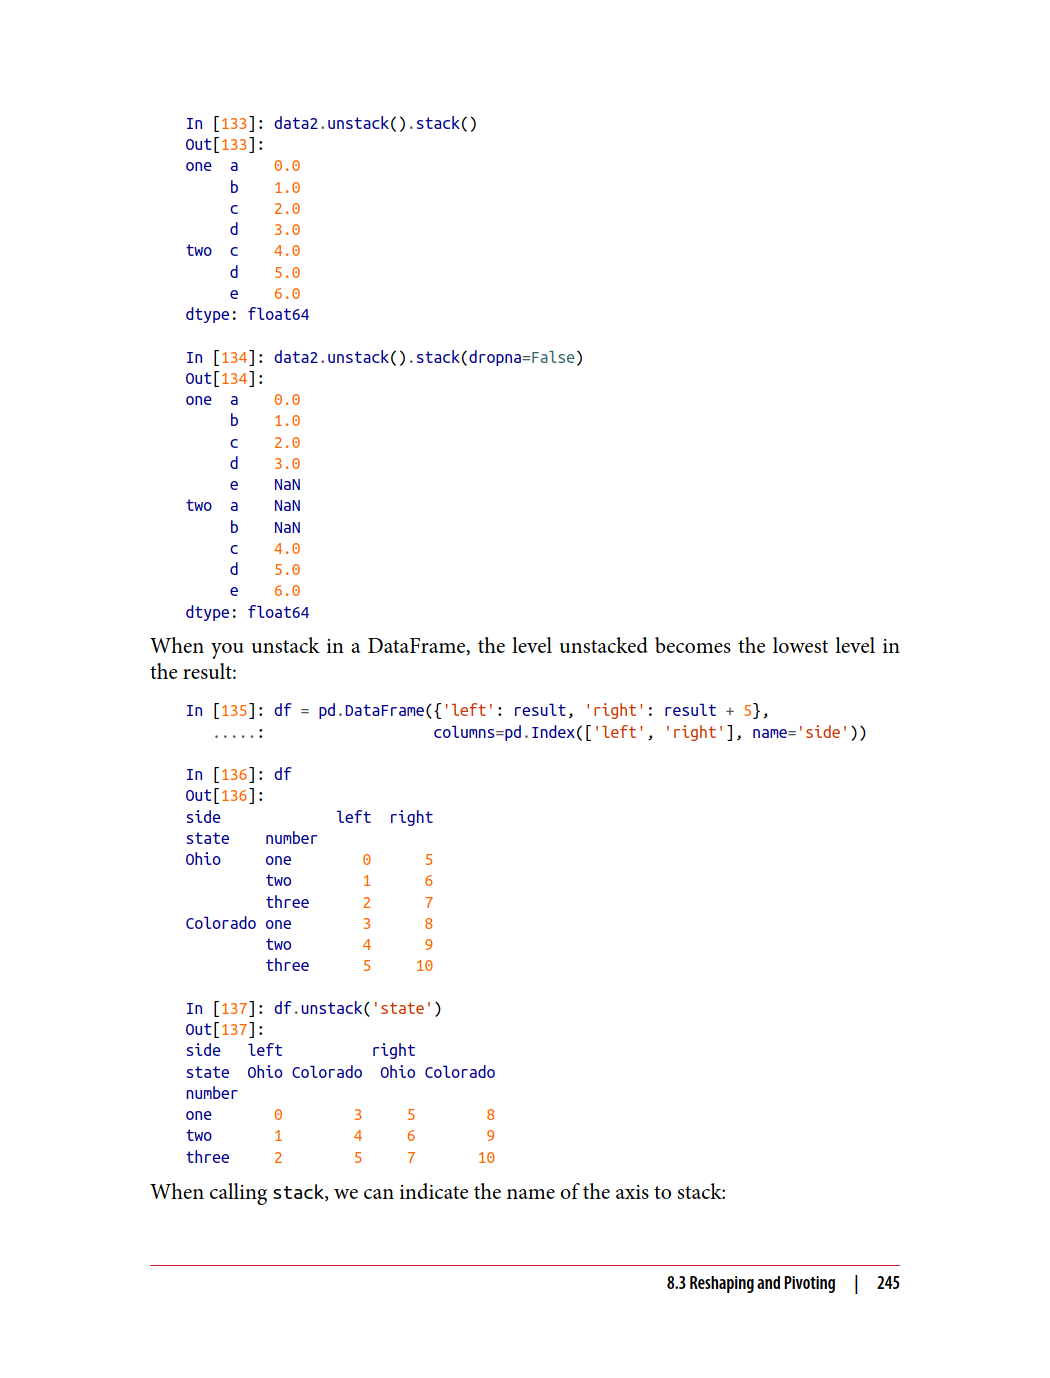 In [133]: data2.unstack().stack()
Out[133]:
one  a    0.0
     b    1.0
     c    2.0
     d    3.0
two  c    4.0
     d    5.0
     e    6.0
dtype: float64
In [134]: data2.unstack().stack(dropna=False)
Out[134]:
one  a    0.0
     b    1.0
     c    2.0
     d    3.0
     e    NaN
two  a    NaN
     b    NaN
     c    4.0
     d    5.0
     e    6.0
dtype: float64
When you unstack in a DataFrame, the level unstacked becomes the lowest level in
the result:
In [135]: df = pd.DataFrame({'left': result, 'right': result + 5},
   .....:                   columns=pd.Index(['left', 'right'], name='side'))
In [136]: df
Out[136]:
side             left  right
state    number
Ohio     one        0      5
         two        1      6
         three      2      7
Colorado one        3      8
         two        4      9
         three      5     10
In [137]: df.unstack('state')
Out[137]:
side   left          right
state  Ohio Colorado  Ohio Colorado
number
one       0        3     5        8
two       1        4     6        9
three     2        5     7       10
When calling stack, we can indicate the name of the axis to stack:
8.3 Reshaping and Pivoting | 245